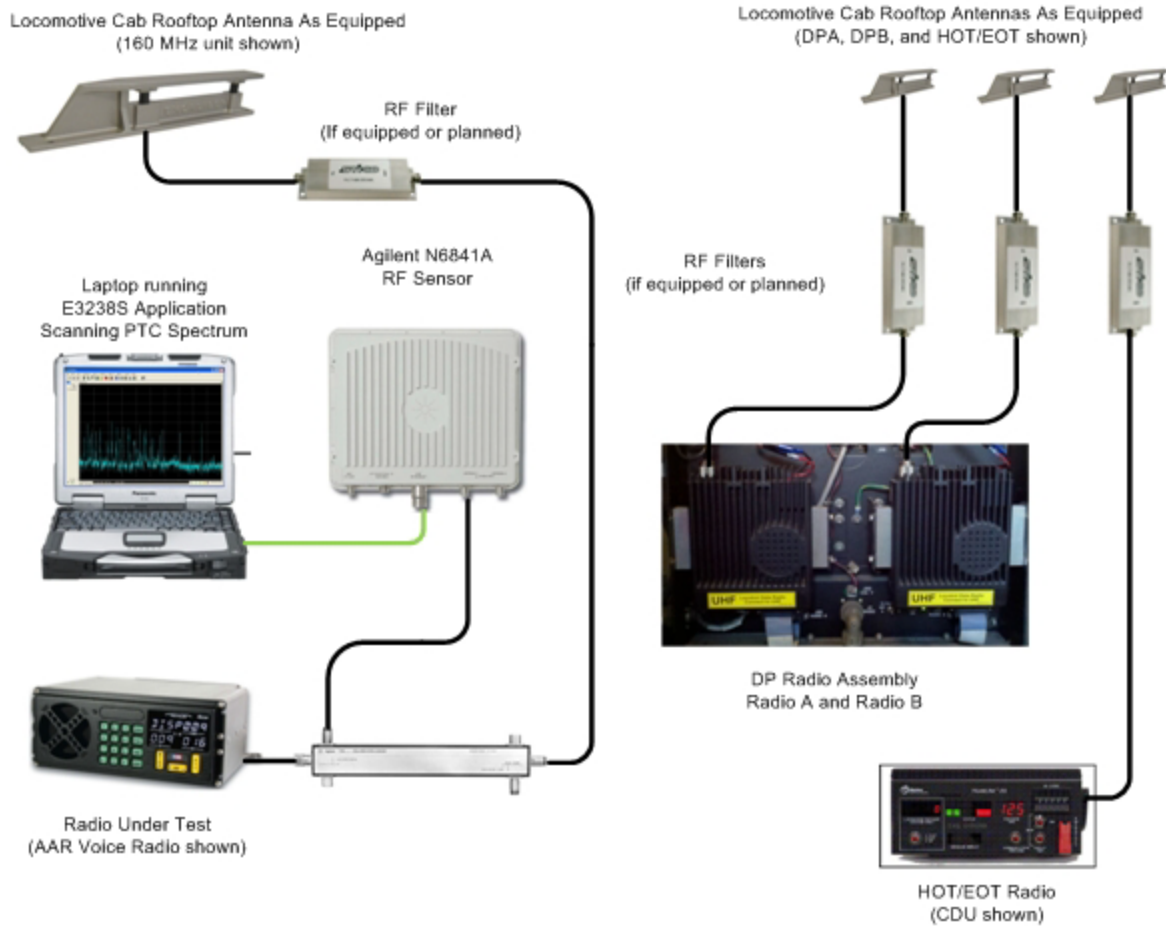 Locomotive Cab Rooftop Antenna As Equipped
(160 MHz unit shown)
Locomotive Cab Rooftop Antennas As Equipped
(DPA, DPB, and HOT/EOT shown)
RF Filter
(If equipped or planned)
Agilent N6841A
RF Sensor
RF Filters
(if equipped or planned)
Laptop running
E3238S Application
Scanning PTC Spectrum
Panasonic
UHF
UHF
DP Radio Assembly
Radio A and Radio B
004 016
Radio Under Test
(AAR Voice Radio shown)
125
HOT/EOT Radio
(CDU shown)